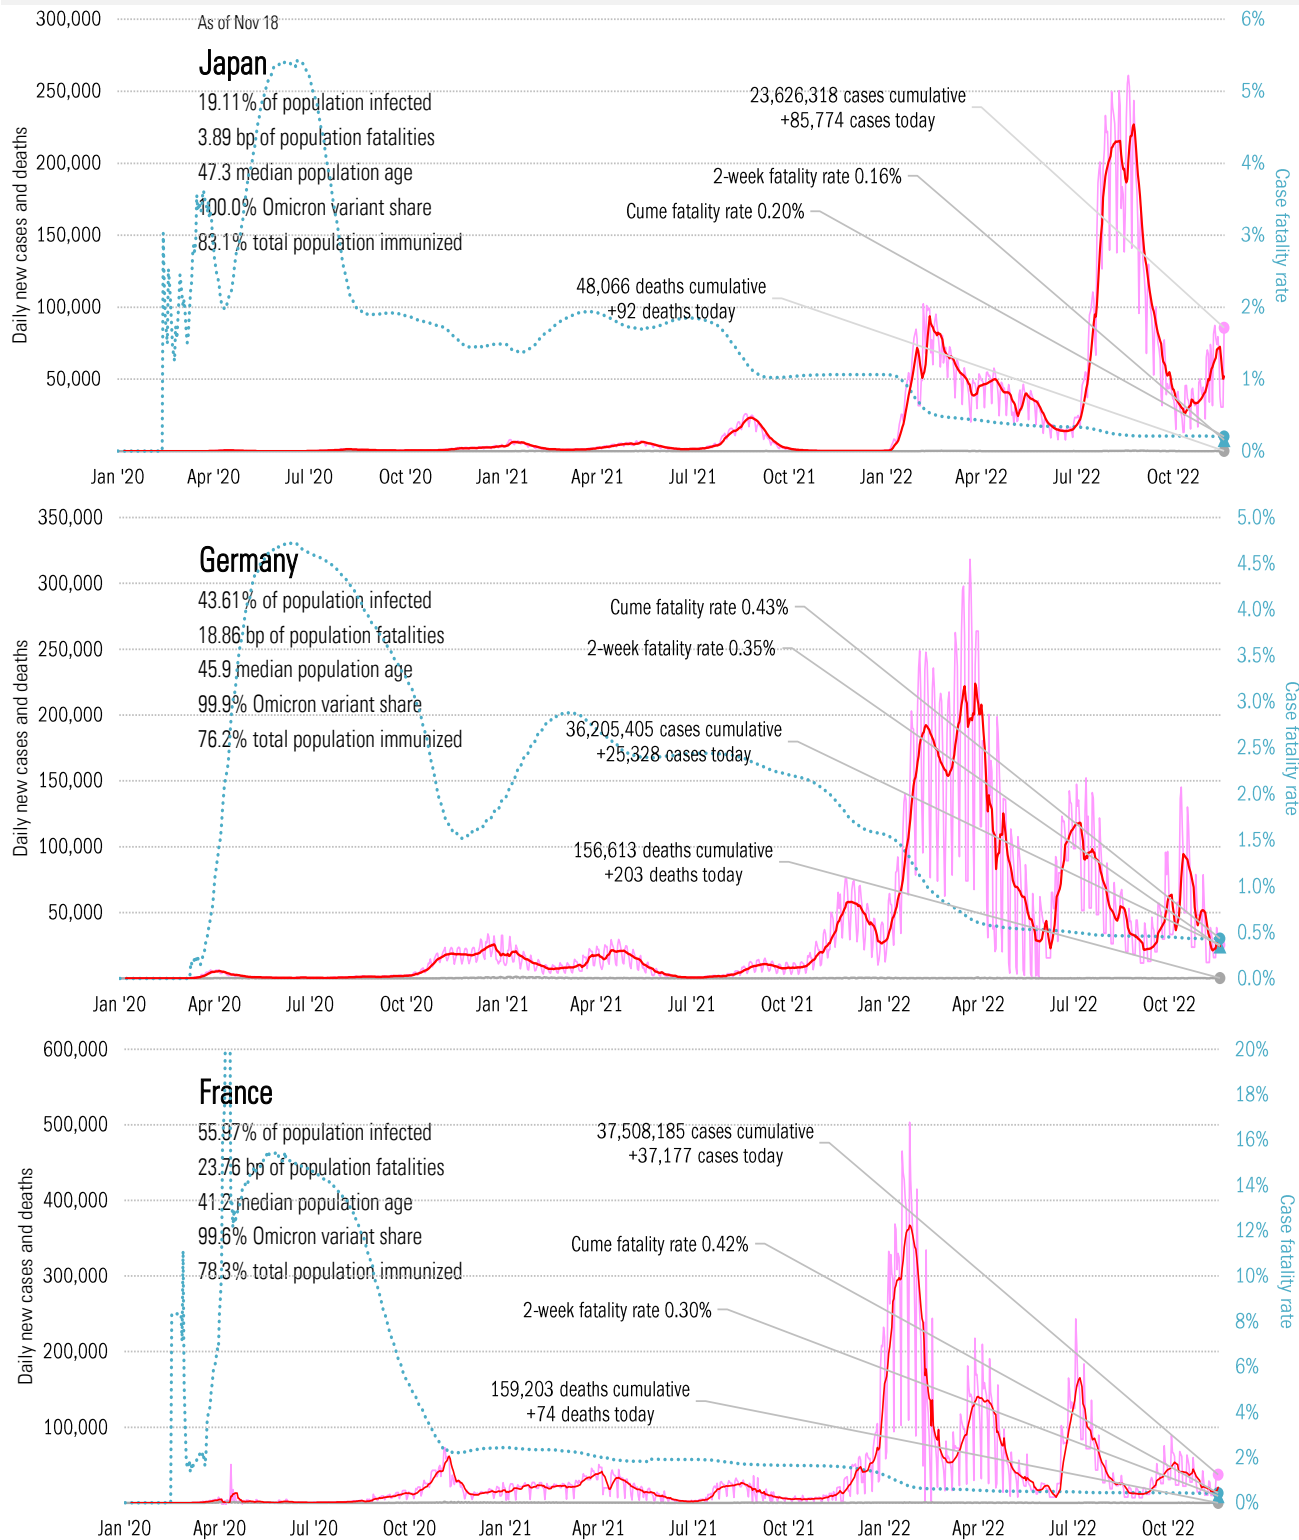 As of Nov 18
Japan
19.11% of population infected
3.89 bp of population fatalities
47.3 median population age
100.0% Omicron variant share
83.1% total population immunized
23,626,318 cases cumulative
+85,774 cases today
2-week fatality rate 0.16%
Cume fatality rate 0.20%
48,066 deaths cumulative
+92 deaths today
Daily new cases and deaths
300,000
250,000
200,000
150,000
100,000
50,000
Case fatality rate
6%
5%
4%
3%
2%
1%
0%
Jan '20 Apr '20 Jul '20 Oct '20 Jan '21 Apr '21 Jul '21 Oct '21 Jan '22 Apr '22 Jul '22 Oct '22
Germany
43.61% of population infected
18.86 bp of population fatalities
45.9 median population age
99.9% Omicron variant share
76.2% total population immunized
Cume fatality rate 0.43%
2-week fatality rate 0.35%
36,205,405 cases cumulative
+25,328 cases today
156,613 deaths cumulative
+203 deaths today
Daily new cases and deaths
350,000
300,000
250,000
200,000
150,000
100,000
50,000
Case fatality rate
5.0%
4.5%
4.0%
3.5%
3.0%
2.5%
2.0%
1.5%
1.0%
0.5%
0.0%
Jan '20 Apr '20 Jul '20 Oct '20 Jan '21 Apr '21 Jul '21 Oct '21 Jan '22 Apr '22 Jul '22 Oct '22
France
55.97% of population infected
23.76 bp of population fatalities
41.2 median population age
99.6% Omicron variant share
78.3% total population immunized
37,508,185 cases cumulative
+37,177 cases today
Cume fatality rate 0.42%
2-week fatality rate 0.30%
159,203 deaths cumulative
+74 deaths today
Daily new cases and deaths
600,000
500,000
400,000
300,000
200,000
100,000
Case fatality rate
20%
18%
16%
14%
12%
10%
8%
6%
4%
2%
0%
Jan '20 Apr '20 Jul '20 Oct '20 Jan '21 Apr '21 Jul '21 Oct '21 Jan '22 Apr '22 Jul '22 Oct '22